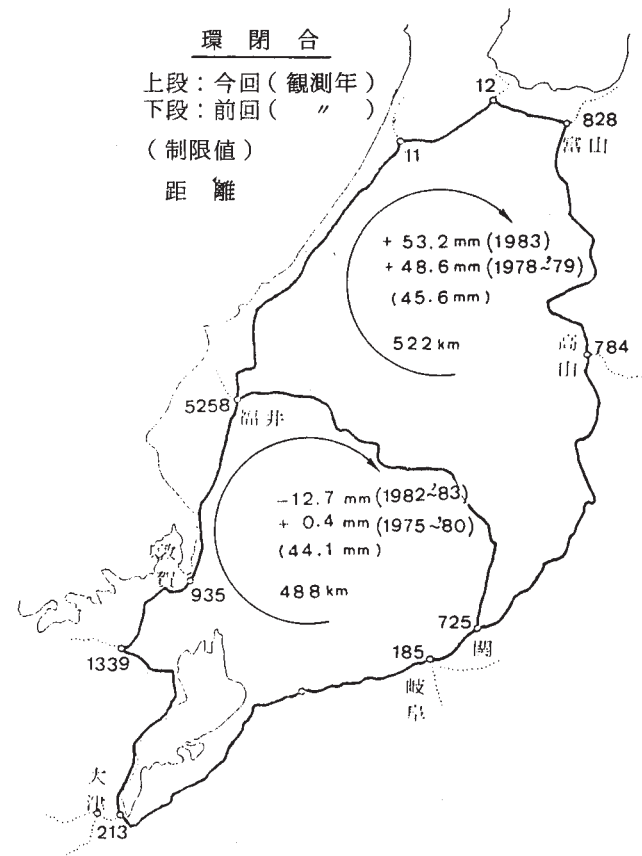 環閉合
上段：今回（観測年）
下段：前回（ 〃 ）
（制限値）
距離
12
828
富山
11
+ 53.2 mm (1983)
+ 48.6 mm (1978~'79)
(45.6 mm)
522 km
高山
784
5258
福井
-12.7 mm (1982~'83)
+ 0.4 mm (1975~'80)
(44.1 mm)
488 km
敦賀
935
725
関
1339
185
岐阜
大津
213